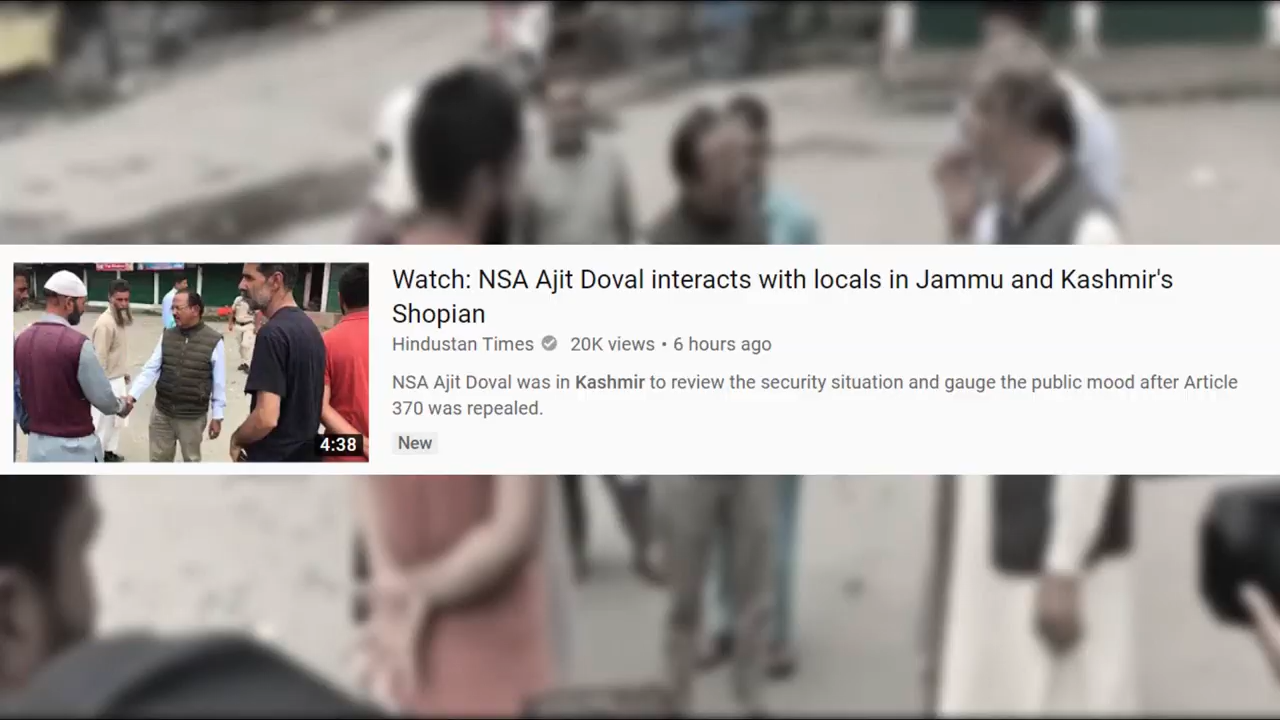 Watch: NSA Ajit Doval interacts with locals in Jammu and Kashmir's
Shopian
Hindustan Times 20K views • 6 hours ago
NSA Ajit Doval was in Kashmir to review the security situation and gauge the public mood after Article
370 was repealed.
4:38
New